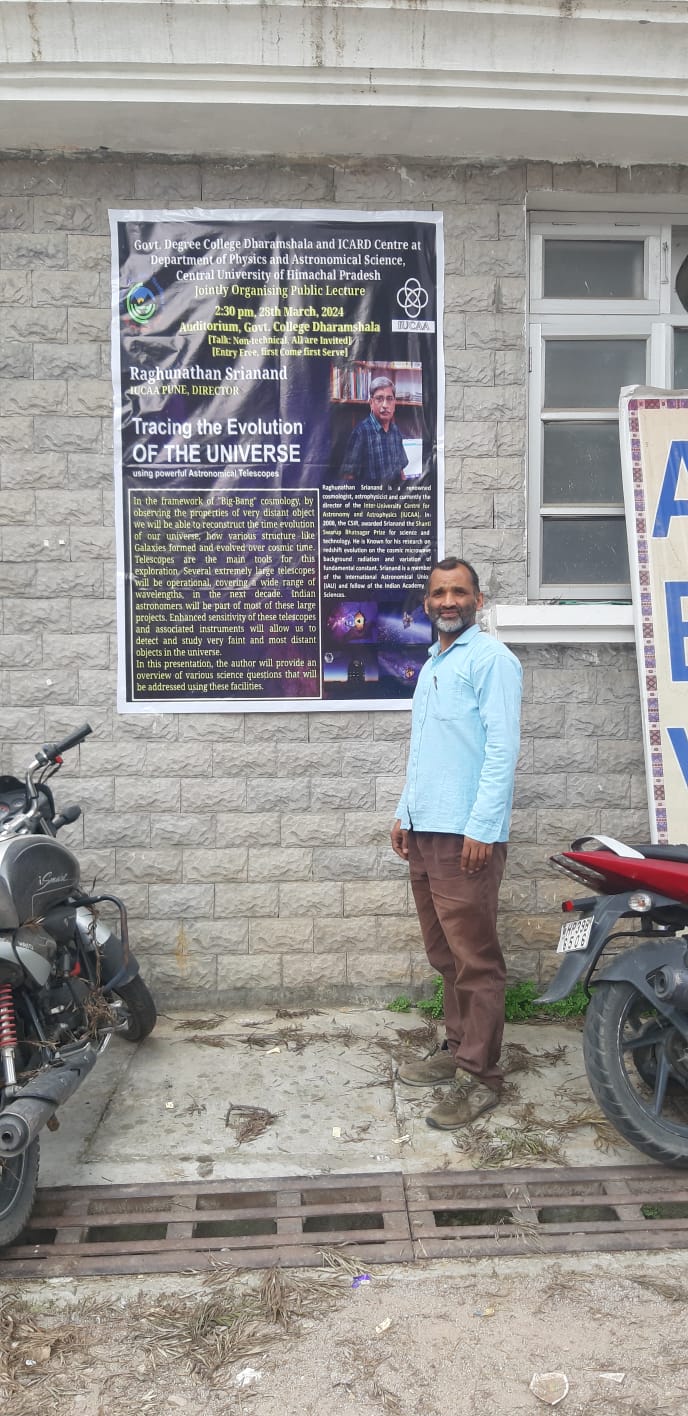 Govt. Degree College Dharamshala and ICARD Centre at
Department of Physics and Astronomical Science,
Central University of Himachal Pradesh
Jointly Organising Public Lecture
2:30 pm, 28th March, 2024
Auditorium, Govt. College Dharamshala
[Talk: Non-technical. All are Invited]
[Entry Free, first Come first Serve]
IUCAA
Raghunathan Srianand
IUCAA PUNE, DIRECTOR
Tracing the Evolution
OF THE UNIVERSE
using powerful Astronomical Telescopes
In the framework of "Big-Bang" cosmology, by
observing the properties of very distant object
we will be able to reconstruct the time evolution
of our universe, how various structure like
Galaxies formed and evolved over cosmic time.
Telescopes are the main tools for this
exploration. Several extremely large telescopes
will be operational, covering a wide range of
wavelengths, in the next decade. Indian
astronomers will be part of most of these large
projects. Enhanced sensitivity of these telescopes
and associated instruments will allow us to
detect and study very faint and most distant
objects in the universe.
In this presentation, the author will provide an
overview of various science questions that will
be addressed using these facilities.
Raghunathan Srianand is a renowned
cosmologist, astrophysicist and currently the
director of the Inter-University Centre for
Astronomy and Astrophysics (IUCAA). In
2008, the CSIR, awarded Srianand the Shanti
Swarup Bhatnagar Prize for science and
technology. He is Known for his research on
redshift evolution on the cosmic microwave
background radiation and variation of
fundamental constant. Srianand is a member
of the International Astronomical Unio
(IAU) and fellow of the Indian Academy
Sciences.
A
E
V
iSmart
6506